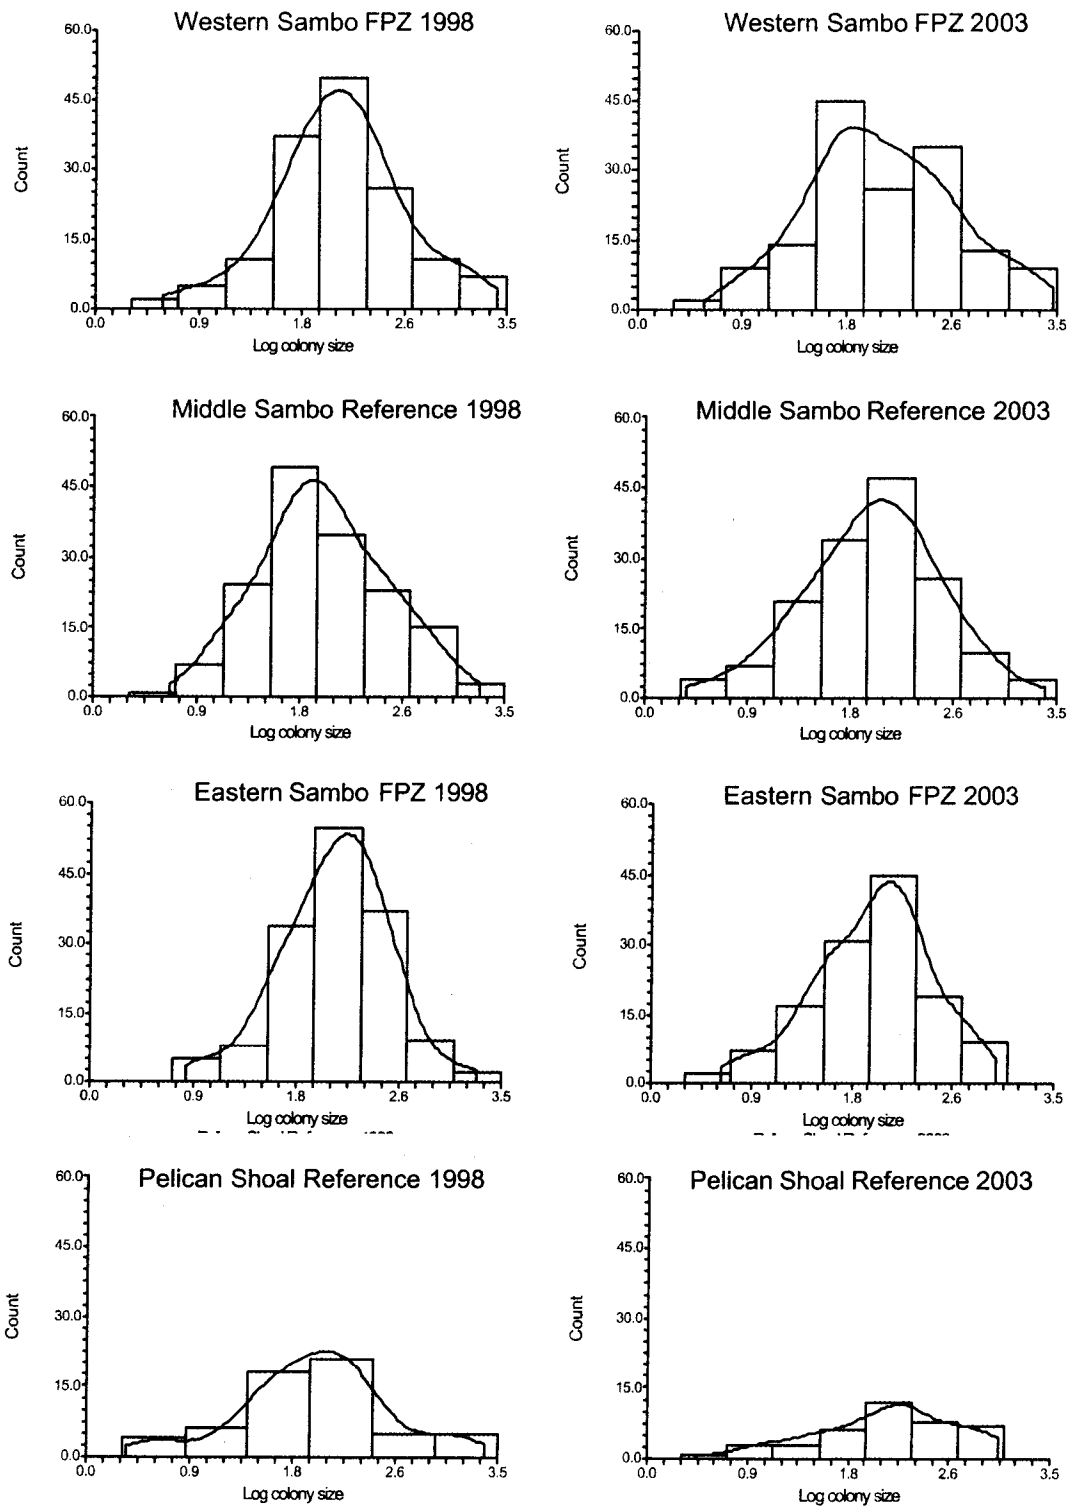 Western Sambo FPZ 1998
60.0
45.0
30.0
15.0
0.0
Count
0.0 0.9 1.8 2.6 3.5
Log colony size
Western Sambo FPZ 2003
60.0
45.0
30.0
15.0
0.0
Count
0.0 0.9 1.8 2.6 3.5
Log colony size
Middle Sambo Reference 1998
60.0
45.0
30.0
15.0
0.0
Count
0.0 0.9 1.8 2.6 3.5
Log colony size
Middle Sambo Reference 2003
60.0
45.0
30.0
15.0
0.0
Count
0.0 0.9 1.8 2.6 3.5
Log colony size
Eastern Sambo FPZ 1998
60.0
45.0
30.0
15.0
0.0
Count
0.0 0.9 1.8 2.6 3.5
Log colony size
Eastern Sambo FPZ 2003
60.0
45.0
30.0
15.0
0.0
Count
0.0 0.9 1.8 2.6 3.5
Log colony size
Pelican Shoal Reference 1998
60.0
45.0
30.0
15.0
0.0
Count
0.0 0.9 1.8 2.6 3.5
Log colony size
Pelican Shoal Reference 2003
60.0
45.0
30.0
15.0
0.0
Count
0.0 0.9 1.8 2.6 3.5
Log colony size